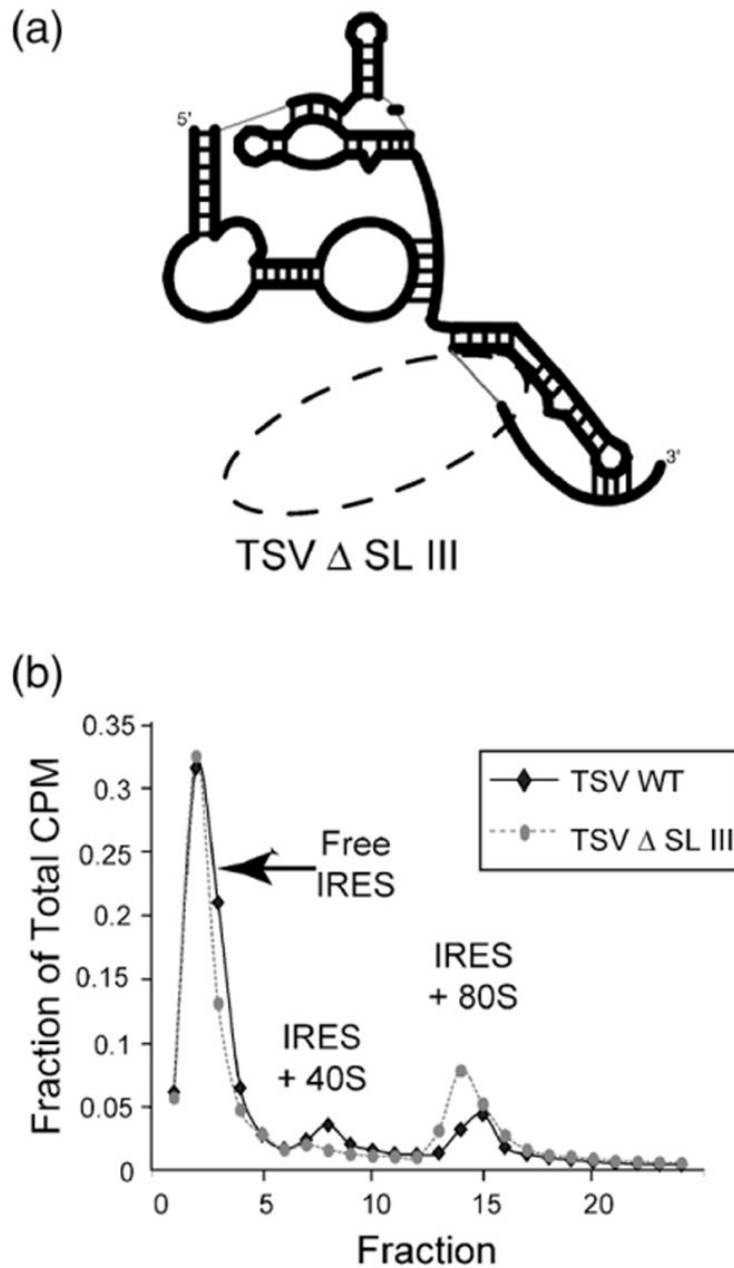 (a)
5'
3'
TSV Δ SL III
(b)
0.35
0.3
0.25
0.2
0.15
0.1
0.05
0
Fraction of Total CPM
TSV WT
TSV Δ SL III
Free
IRES
IRES
+ 40S
IRES
+ 80S
0 5 10 15 20
Fraction